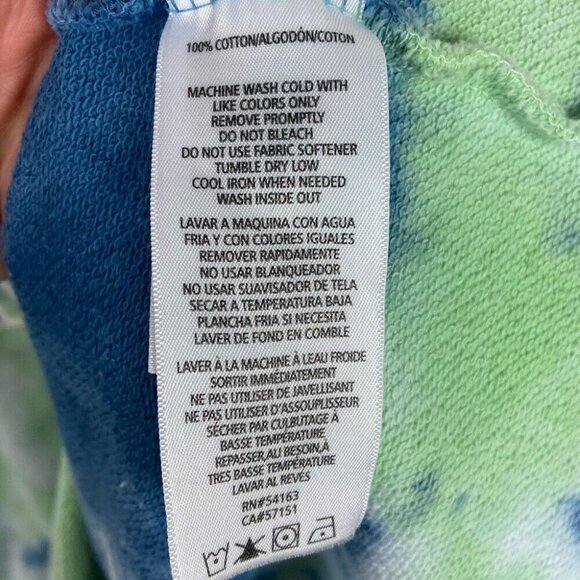 100% COTTON/ALGODÓN/COTON
MACHINE WASH COLD WITH
LIKE COLORS ONLY
REMOVE PROMPTLY
DO NOT BLEACH
DO NOT USE FABRIC SOFTENER
TUMBLE DRY LOW
COOL IRON WHEN NEEDED
WASH INSIDE OUT
LAVAR A MAQUINA CON AGUA
FRIA Y CON COLORES IGUALES
REMOVER RAPIDAMENTE
NO USAR BLANQUEADOR
NO USAR SUAVISADOR DE TELA
SECAR A TEMPERATURA BAJA
PLANCHA FRIA SI NECESITA
LAVER DE FOND EN COMBLE
LAVER À LA MACHINE À LEAU FROIDE
SORTIR IMMÉDIATEMENT
NE PAS UTILISER DE JAVELLISANT
NE PAS UTILISER D'ASSOUPLISSEUR
SÉCHER PAR CULBUTAGE À
BASSE TEMPÉRATURE
REPASSER,AU BESOIN,À
TRES BASSE TEMPÉRATURE
LAVAR AL REVÉS
RN#54163
CA#57151